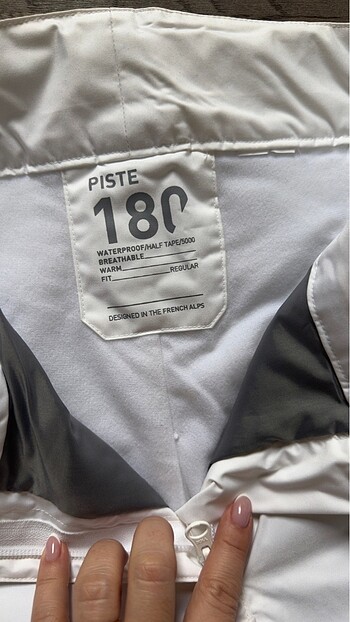 PISTE
180
WATERPROOF/HALF TAPE/5000
BREATHABLE
WARM
FIT REGULAR
DESIGNED IN THE FRENCH ALPS